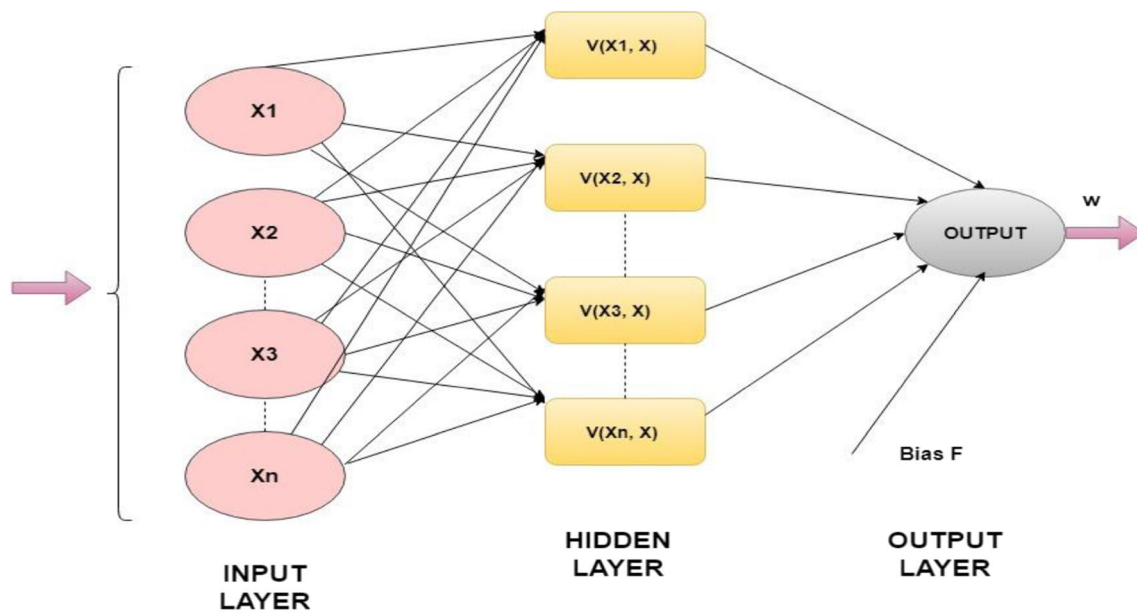 X1
X2
X3
Xn
INPUT
LAYER
V(X1, X)
V(X2, X)
V(X3, X)
V(Xn, X)
HIDDEN
LAYER
OUTPUT
w
Bias F
OUTPUT
LAYER